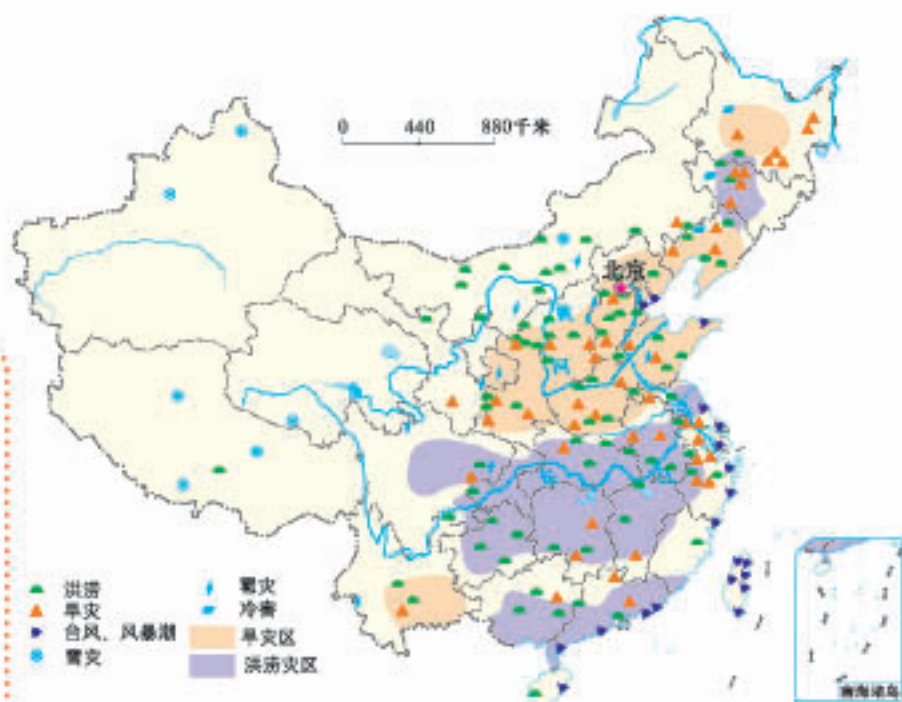 0 440 880千米
北京
洪涝
旱灾
台风、风暴潮
雪灾
雹灾
冷害
旱灾区
洪涝灾区
南海诸岛